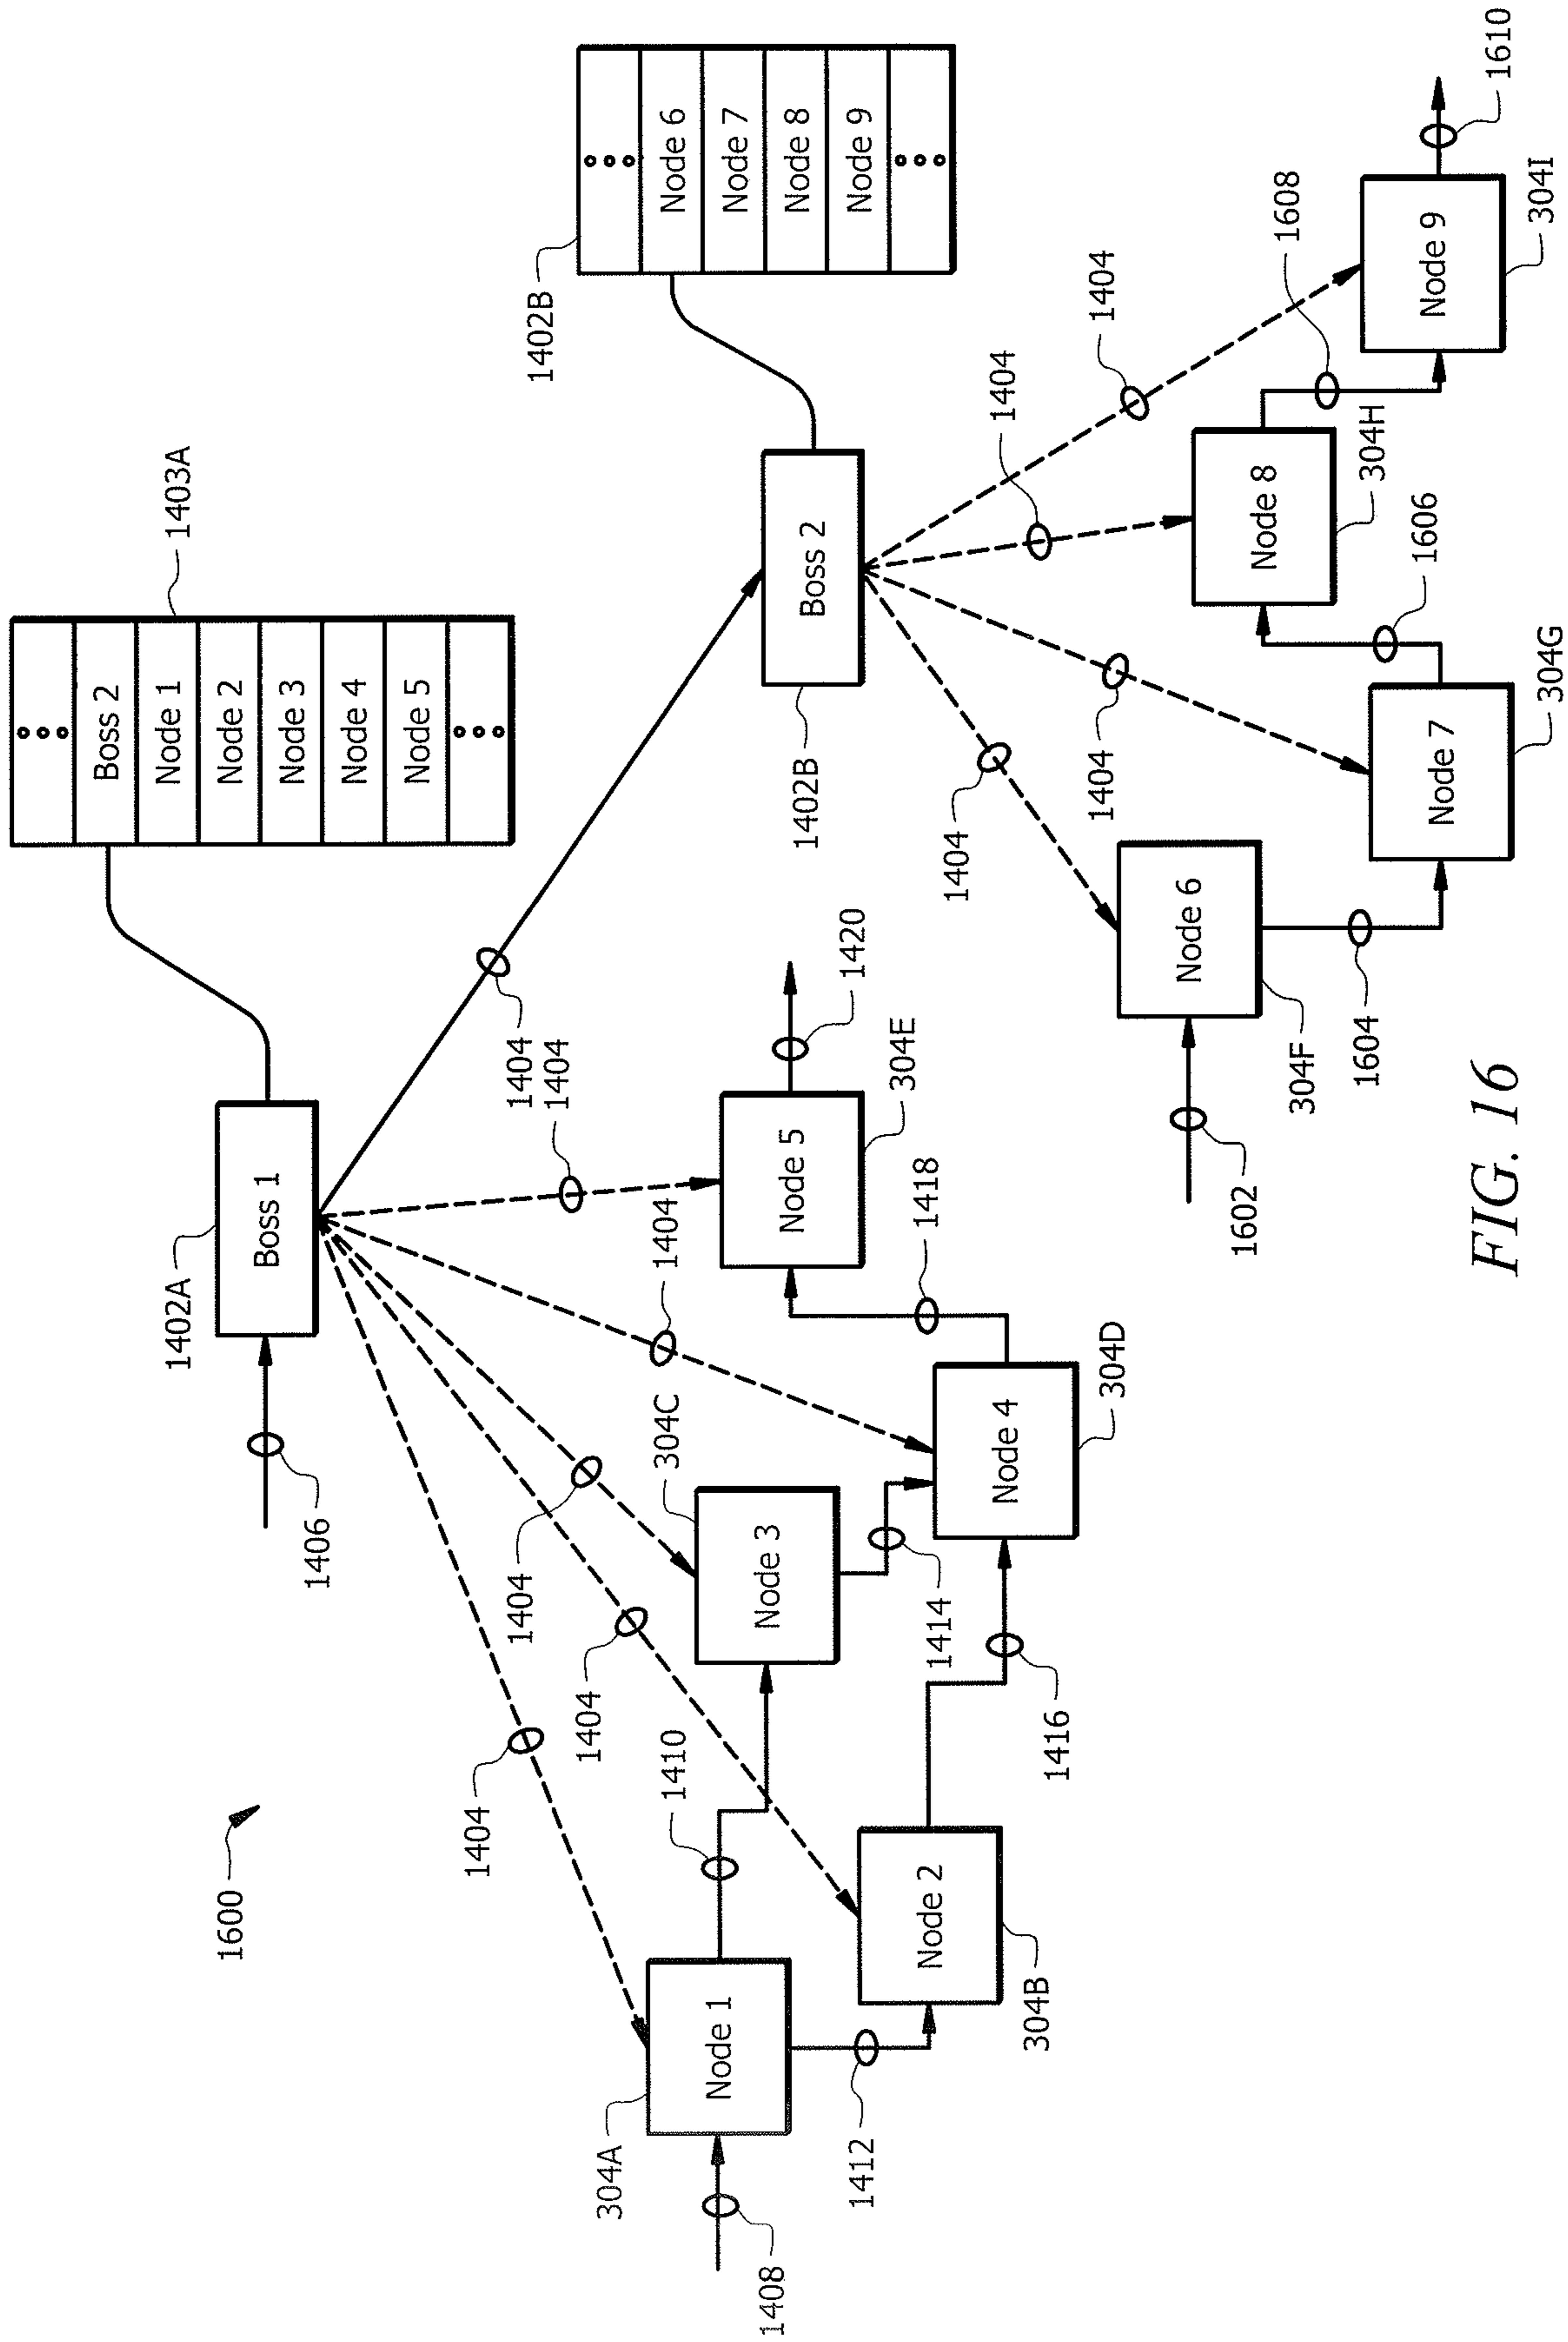 1600
1406
1402A
Boss 1
1403A
Boss 2
Node 1
Node 2
Node 3
Node 4
Node 5
1404
1404
1404
1404
1404
1404
1408
304A
Node 1
1410
1412
304B
Node 2
304C
Node 3
1414
1416
304D
Node 4
1418
304E
Node 5
1420
1402B
Boss 2
1402B
Node 6
Node 7
Node 8
Node 9
1404
1404
1404
1404
1602
304F
Node 6
1604
304G
Node 7
1606
304H
Node 8
1608
304I
Node 9
1610
FIG. 16